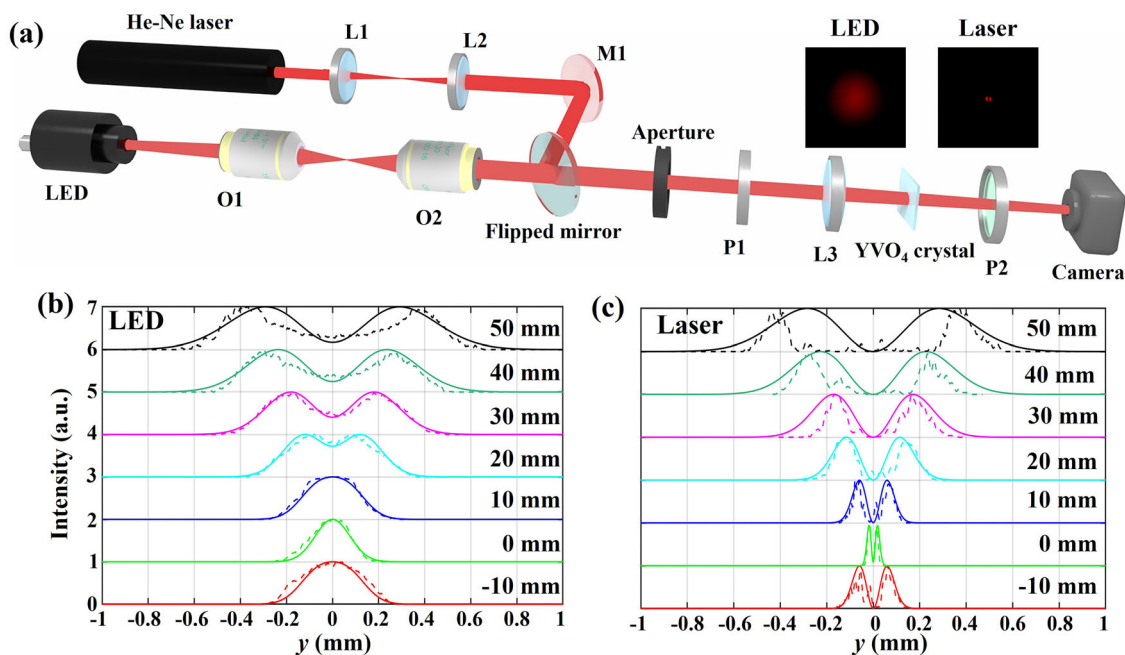 (a)
He-Ne laser
L1
L2
M1
LED
Laser
Aperture
LED
O1
O2
Flipped mirror
P1
L3
YVO₄ crystal
P2
Camera
(b)
LED
Intensity (a.u.)
7
6
5
4
3
2
1
0
50 mm
40 mm
30 mm
20 mm
10 mm
0 mm
-10 mm
-1 -0.8 -0.6 -0.4 -0.2 0 0.2 0.4 0.6 0.8 1
y (mm)
(c)
Laser
50 mm
40 mm
30 mm
20 mm
10 mm
0 mm
-10 mm
-1 -0.8 -0.6 -0.4 -0.2 0 0.2 0.4 0.6 0.8 1
y (mm)